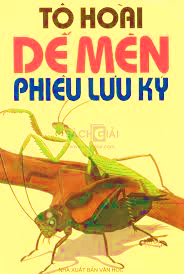 TÔ HOÀI
DẾ MÈN
PHIÊU LƯU KÝ
NHÀ XUẤT BẢN VĂN HỌC